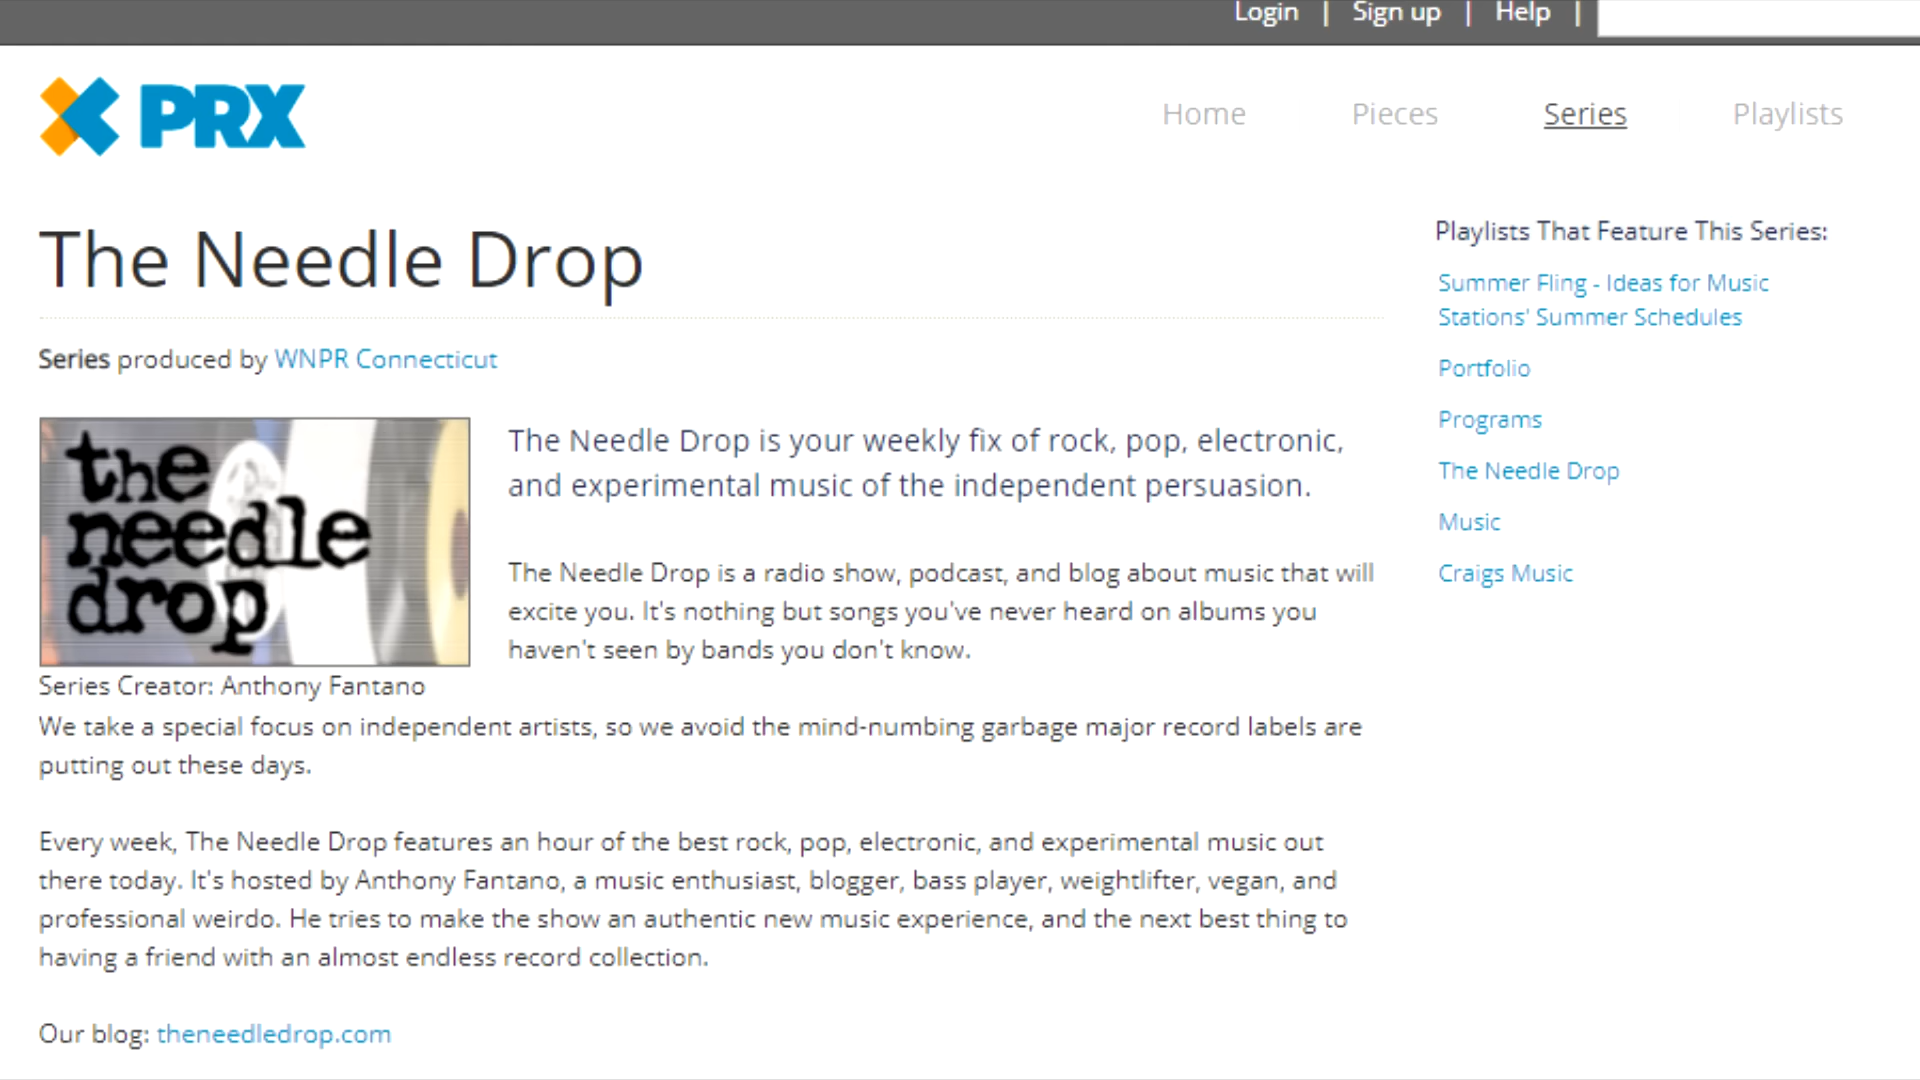 Login | Sign up | Help |
PRX
Home Pieces Series Playlists
The Needle Drop
Series produced by WNPR Connecticut
the
needle
drop
Series Creator: Anthony Fantano
The Needle Drop is your weekly fix of rock, pop, electronic,
and experimental music of the independent persuasion.
The Needle Drop is a radio show, podcast, and blog about music that will
excite you. It's nothing but songs you've never heard on albums you
haven't seen by bands you don't know.
We take a special focus on independent artists, so we avoid the mind-numbing garbage major record labels are
putting out these days.
Every week, The Needle Drop features an hour of the best rock, pop, electronic, and experimental music out
there today. It's hosted by Anthony Fantano, a music enthusiast, blogger, bass player, weightlifter, vegan, and
professional weirdo. He tries to make the show an authentic new music experience, and the next best thing to
having a friend with an almost endless record collection.
Our blog: theneedledrop.com
Playlists That Feature This Series:
Summer Fling - Ideas for Music
Stations' Summer Schedules
Portfolio
Programs
The Needle Drop
Music
Craigs Music